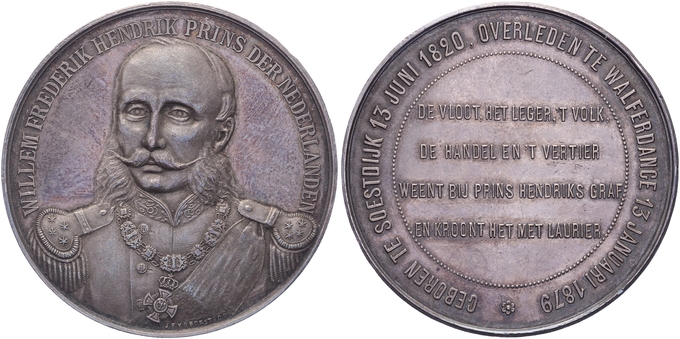 WILLEM FREDERIK HENDRIK PRINS DER NEDERLANDEN
GEBOREN TE SOESTDIJK 13 JUNI 1820, OVERLEDEN TE WALFERDANCE 13 JANUARI 1879
DE VLOOT, HET LEGER, 'T VOLK,
DE HANDEL EN 'T VERTIER
WEENT BIJ PRINS HENDRIKS GRAF,
EN KROONT HET MET LAURIER.